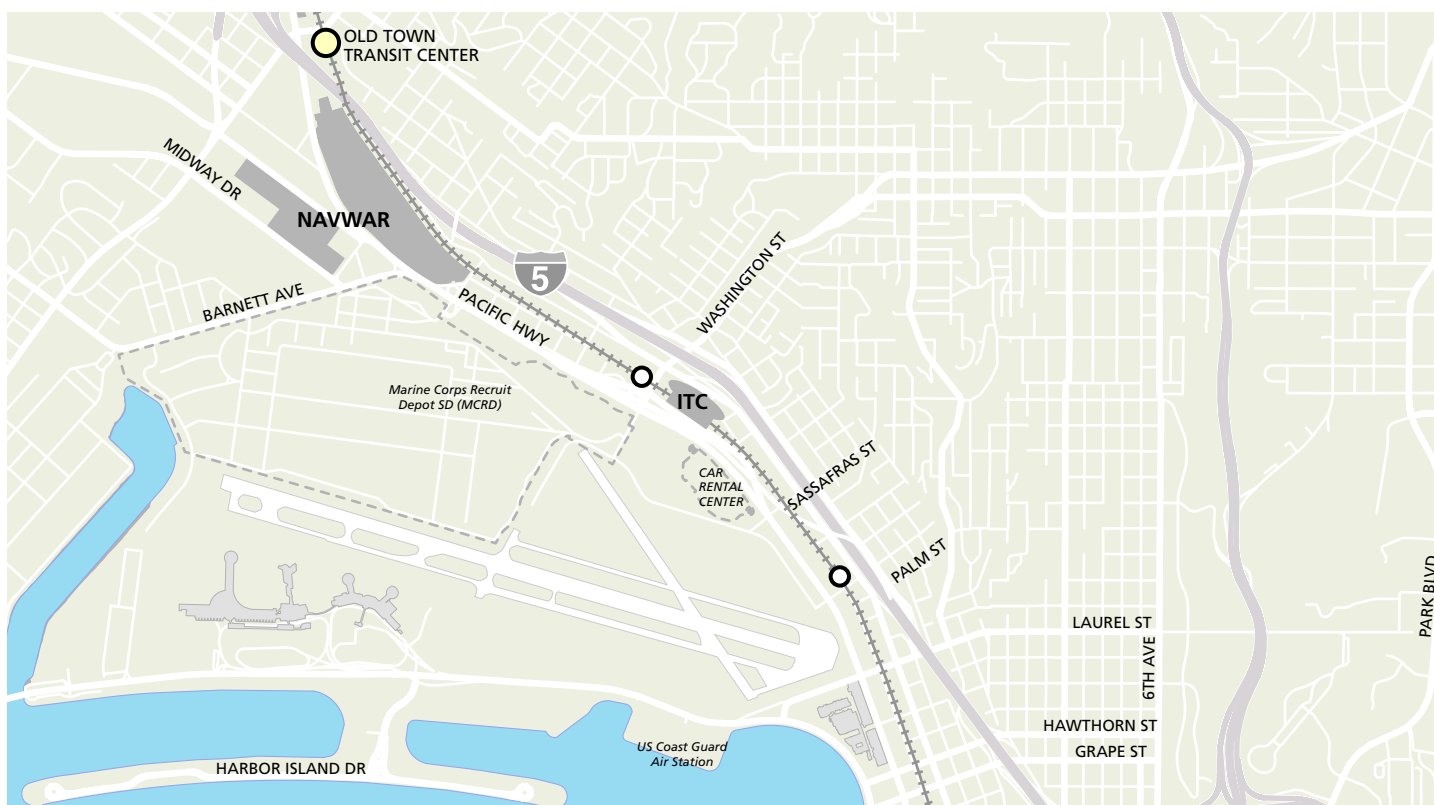 OLD TOWN
TRANSIT CENTER
MIDWAY DR
NAVWAR
5
WASHINGTON ST
BARNETT AVE
PACIFIC HWY
Marine Corps Recruit
Depot SD (MCRD)
ITC
CAR
RENTAL
CENTER
SASSAFRAS ST
PALM ST
PARK BLVD
LAUREL ST
6TH AVE
HAWTHORN ST
GRAPE ST
US Coast Guard
Air Station
HARBOR ISLAND DR